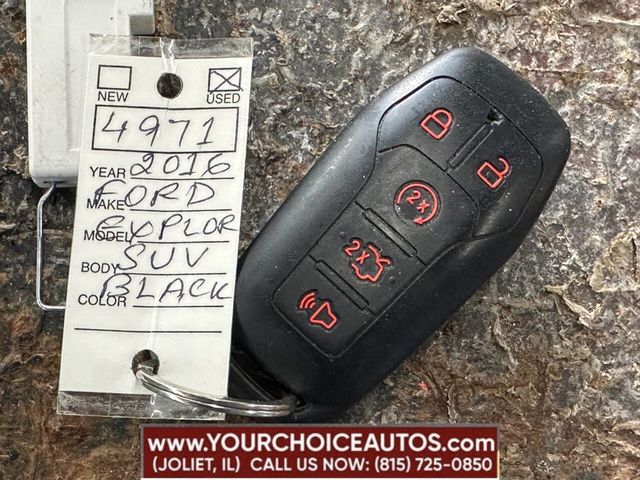 NEW USED
4971
YEAR 2016
MAKE FORD
MODEL EXPLOR
BODY SUV
COLOR BLACK
2x
2x
WWW.YOURCHOICEAUTOS.COM
(JOLIET, IL) CALL US NOW: (815) 725-0850